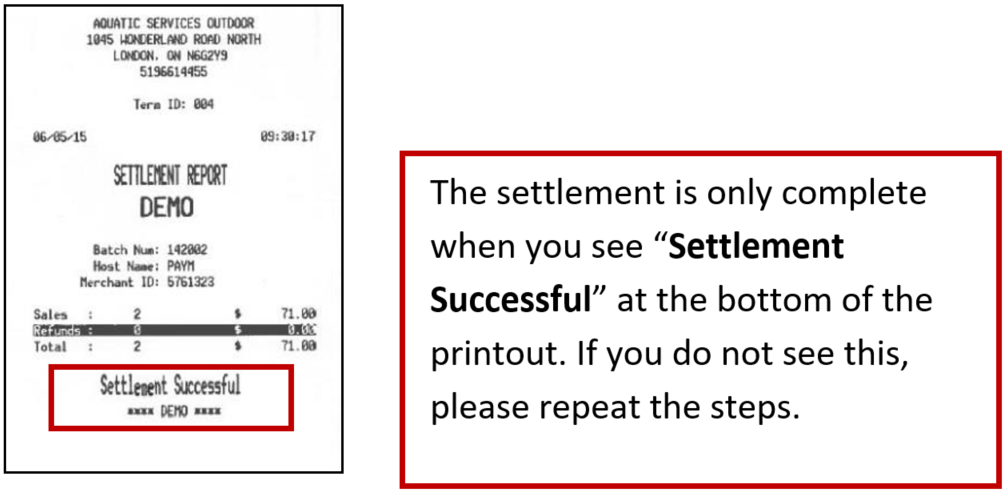 AQUATIC SERVICES OUTDOOR
1045 WONDERLAND ROAD NORTH
LONDON, ON N6G2Y9
5196614455
Term ID: 004
06/05/15 09:30:17
SETTLEMENT REPORT
DEMO
Batch Num: 142002
Host Name: PAYM
Merchant ID: 5761323
Sales : 2 $ 71.00
Refunds : 0 $ 0.00
Total : 2 $ 71.00
Settlement Successful
**** DEMO ****
The settlement is only complete
when you see “Settlement
Successful” at the bottom of the
printout. If you do not see this,
please repeat the steps.